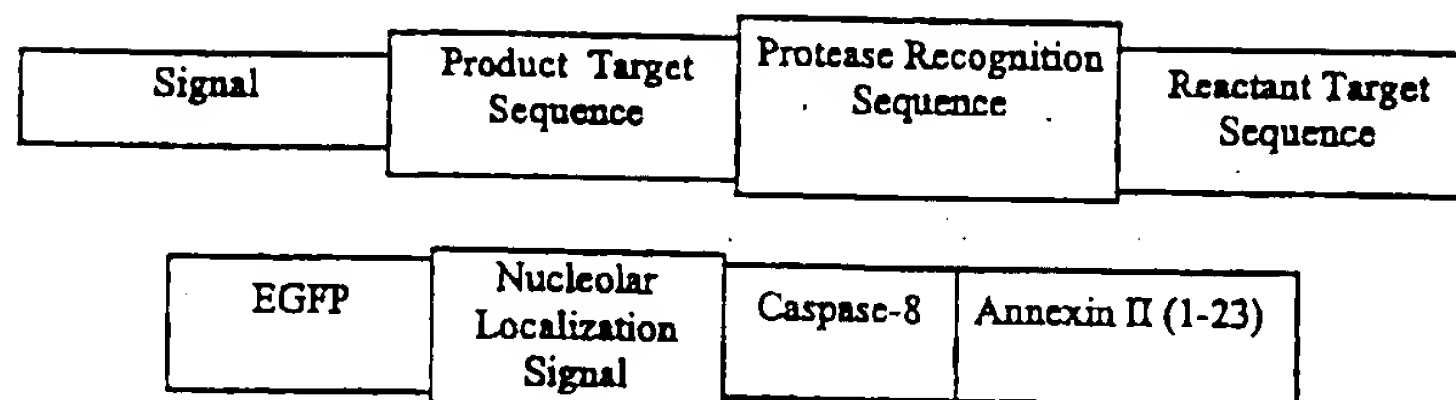 Signal
Product Target
Sequence
Protease Recognition
Sequence
Reactant Target
Sequence
EGFP
Nucleolar
Localization
Signal
Caspase-8
Annexin II (1-23)